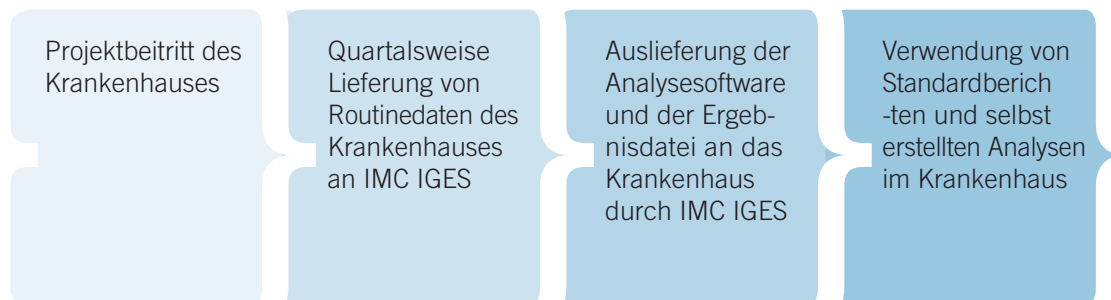 Projektbeitritt des
Krankenhauses
Quartalsweise
Lieferung von
Routinedaten des
Krankenhauses
an IMC IGES
Auslieferung der
Analysesoftware
und der Ergeb-
nisdatei an das
Krankenhaus
durch IMC IGES
Verwendung von
Standardberich
-ten und selbst
erstellten Analysen
im Krankenhaus